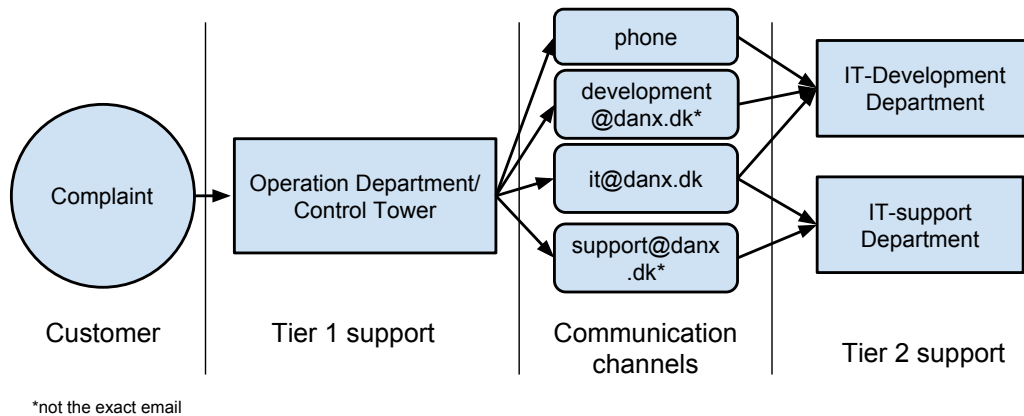 Complaint
Operation Department/
Control Tower
phone
development
@danx.dk*
it@danx.dk
support@danx
.dk*
IT-Development
Department
IT-support
Department
Customer
Tier 1 support
Communication
channels
Tier 2 support
*not the exact email